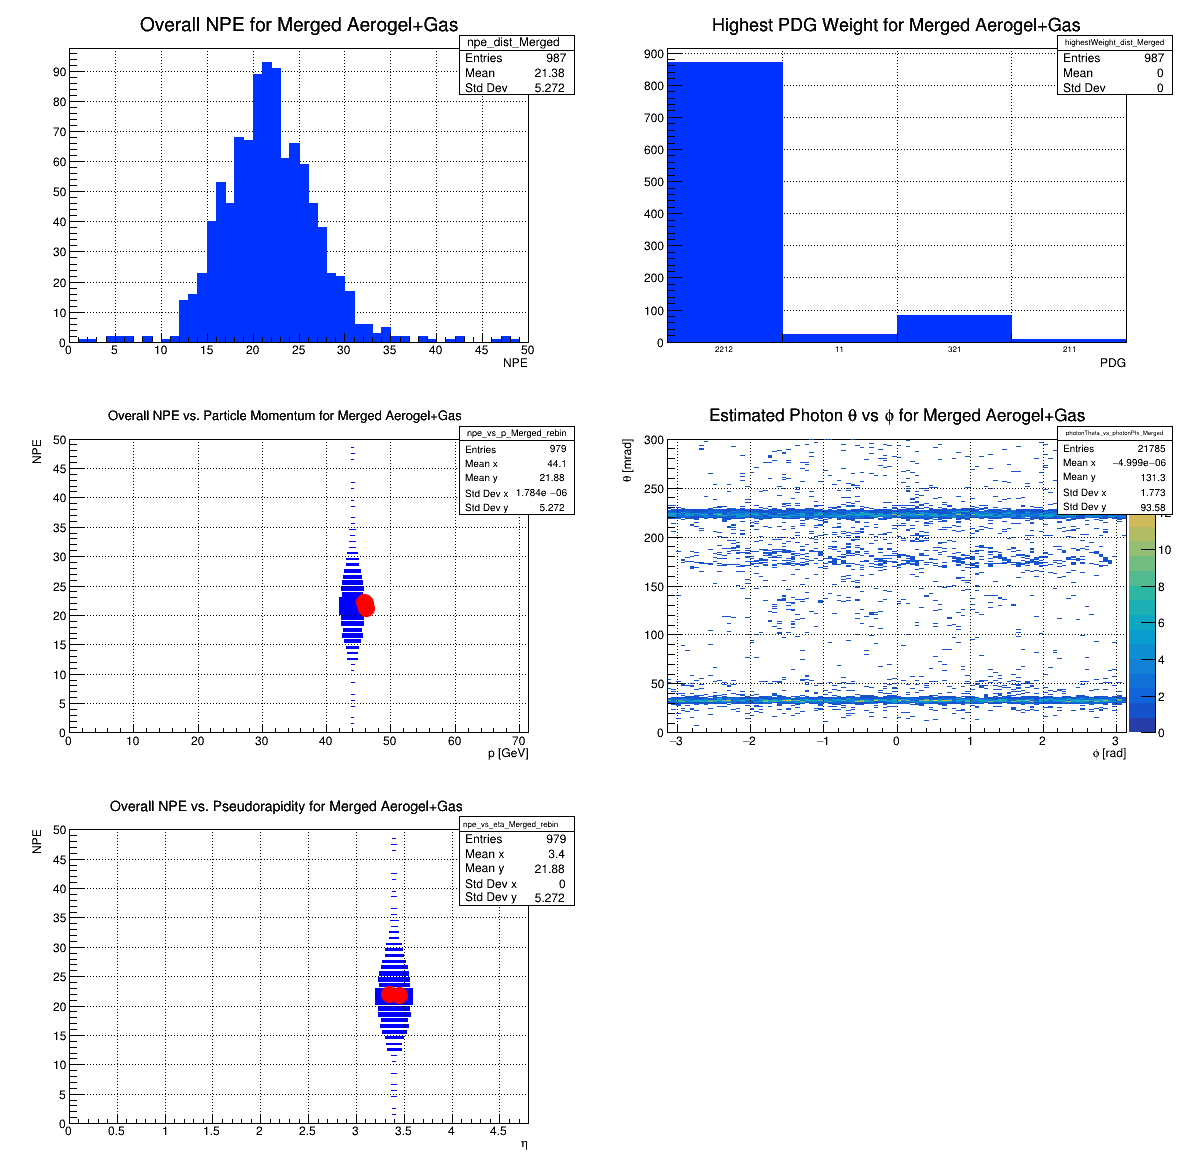 Overall NPE for Merged Aerogel+Gas
npe_dist_Merged
Entries 987
Mean 21.38
Std Dev 5.272
90
80
70
60
50
40
30
20
10
0
0 5 10 15 20 25 30 35 40 45 50
NPE
Highest PDG Weight for Merged Aerogel+Gas
highestWeight_dist_Merged
Entries 987
Mean 0
Std Dev 0
900
800
700
600
500
400
300
200
100
0
2212 11 321 211
PDG
Overall NPE vs. Particle Momentum for Merged Aerogel+Gas
npe_vs_p_Merged_rebin
Entries 979
Mean x 44.1
Mean y 21.88
Std Dev x 1.784e −06
Std Dev y 5.272
NPE
50
45
40
35
30
25
20
15
10
5
0
0 10 20 30 40 50 60 70
p [GeV]
Estimated Photon θ vs ϕ for Merged Aerogel+Gas
photonTheta_vs_photonPhi_Merged
Entries 21785
Mean x −4.999e−06
Mean y 131.3
Std Dev x 1.773
Std Dev y 93.58
θ [mrad]
300
250
200
150
100
50
0
−3 −2 −1 0 1 2 3
ϕ [rad]
12
10
8
6
4
2
0
Overall NPE vs. Pseudorapidity for Merged Aerogel+Gas
npe_vs_eta_Merged_rebin
Entries 979
Mean x 3.4
Mean y 21.88
Std Dev x 0
Std Dev y 5.272
NPE
50
45
40
35
30
25
20
15
10
5
0
0 0.5 1 1.5 2 2.5 3 3.5 4 4.5
η